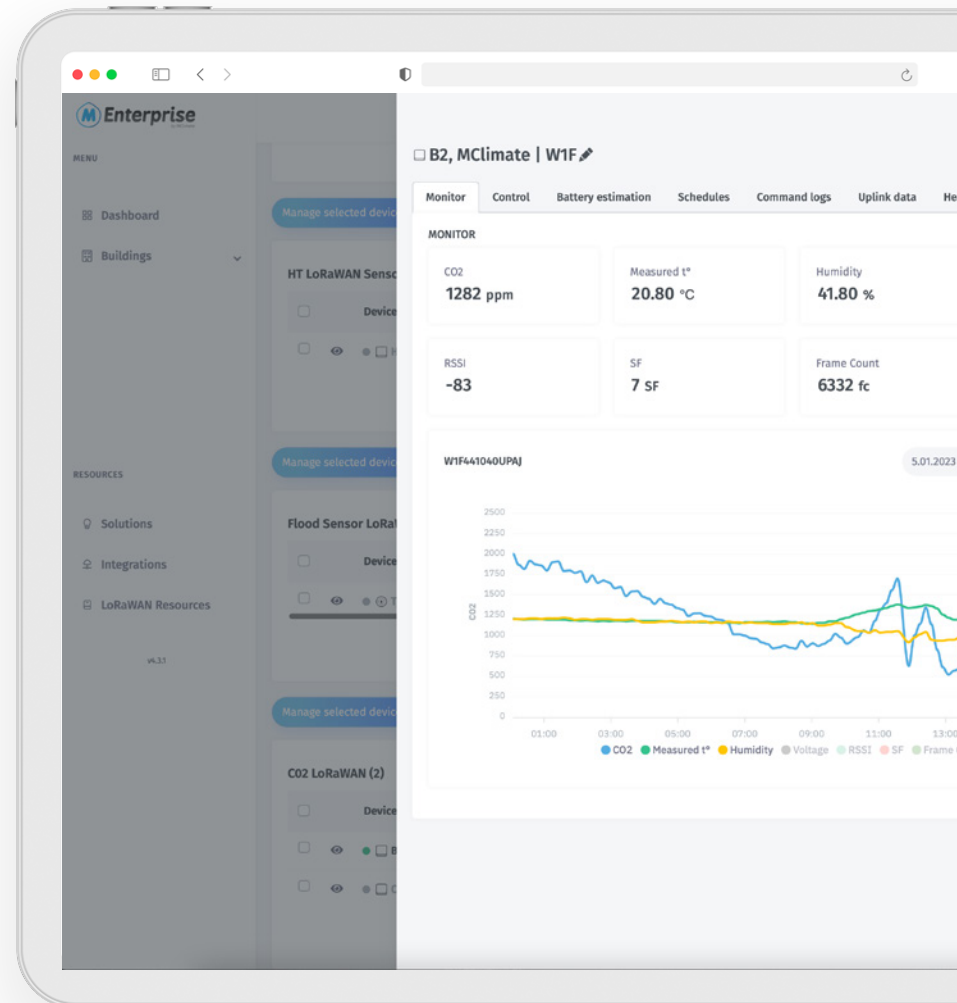 M Enterprise
MENU
Dashboard
Buildings
RESOURCES
Solutions
Integrations
LoRaWAN Resources
v4.3.1
Manage selected devic
HT LoRaWAN Senso
Device
H
Manage selected devic
Flood Sensor LoRaW
Device
T
Manage selected devic
C02 LoRaWAN (2)
Device
B
C
B2, MClimate | W1F
Monitor Control Battery estimation Schedules Command logs Uplink data He
MONITOR
CO2 Measured t° Humidity
1282 ppm 20.80 °C 41.80 %
RSSI SF Frame Count
-83 7 SF 6332 fc
W1F441040UPAJ 5.01.2023
CO2
2500
2250
2000
1750
1500
1250
1000
750
500
250
0
01:00 03:00 05:00 07:00 09:00 11:00 13:00
CO2 Measured t° Humidity Voltage RSSI SF Frame